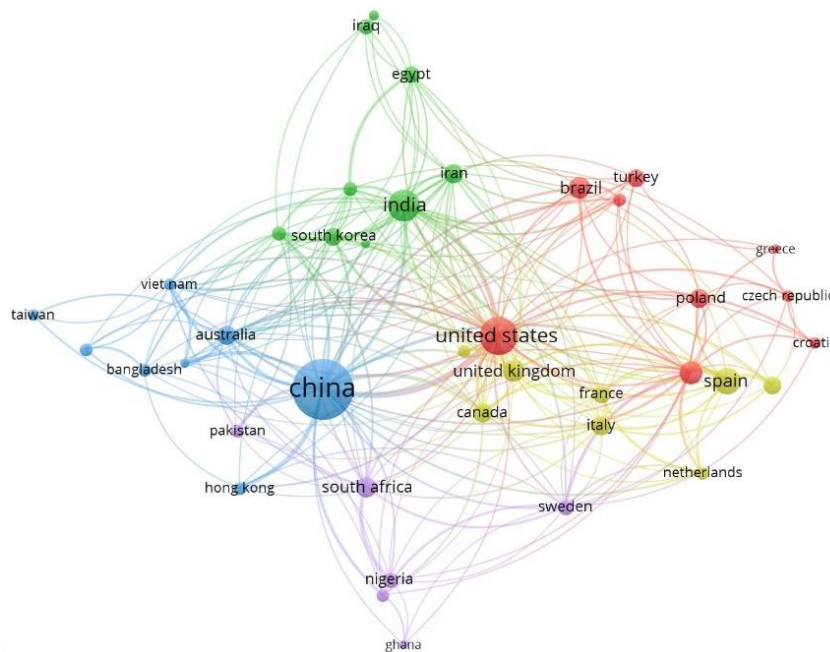 iraq
egypt
iran
turkey
brazil
india
south korea
greece
viet nam
czech republic
poland
taiwan
australia
united states
croati
bangladesh
united kingdom
spain
china
france
canada
italy
pakistan
netherlands
hong kong
south africa
sweden
nigeria
ghana